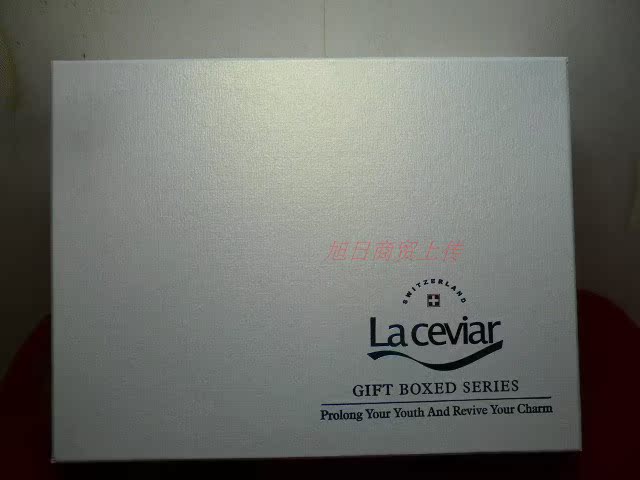 旭日商贸上传
SWITZERLAND
La ceviar
GIFT BOXED SERIES
Prolong Your Youth And Revive Your Charm